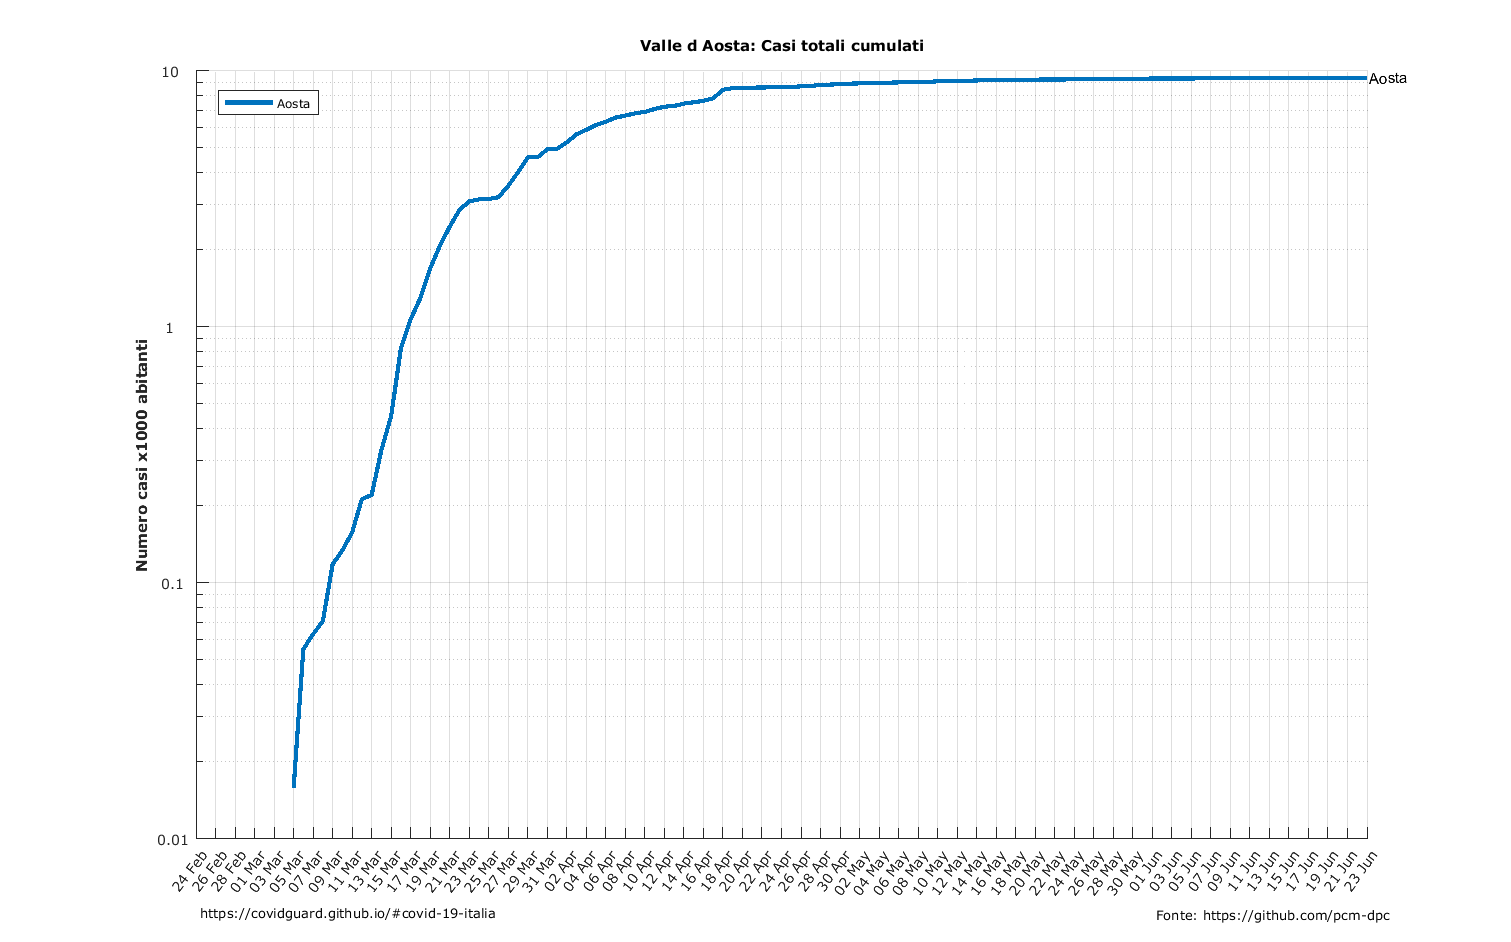 Valle d Aosta: Casi totali cumulati
10
1
0.1
0.01
Numero casi x1000 abitanti
Aosta
Aosta
24 Feb
26 Feb
28 Feb
01 Mar
03 Mar
05 Mar
07 Mar
09 Mar
11 Mar
13 Mar
15 Mar
17 Mar
19 Mar
21 Mar
23 Mar
25 Mar
27 Mar
29 Mar
31 Mar
02 Apr
04 Apr
06 Apr
08 Apr
10 Apr
12 Apr
14 Apr
16 Apr
18 Apr
20 Apr
22 Apr
24 Apr
26 Apr
28 Apr
30 Apr
02 May
04 May
06 May
08 May
10 May
12 May
14 May
16 May
18 May
20 May
22 May
24 May
26 May
28 May
30 May
01 Jun
03 Jun
05 Jun
07 Jun
09 Jun
11 Jun
13 Jun
15 Jun
17 Jun
19 Jun
21 Jun
23 Jun
https://covidguard.github.io/#covid-19-italia
Fonte: https://github.com/pcm-dpc